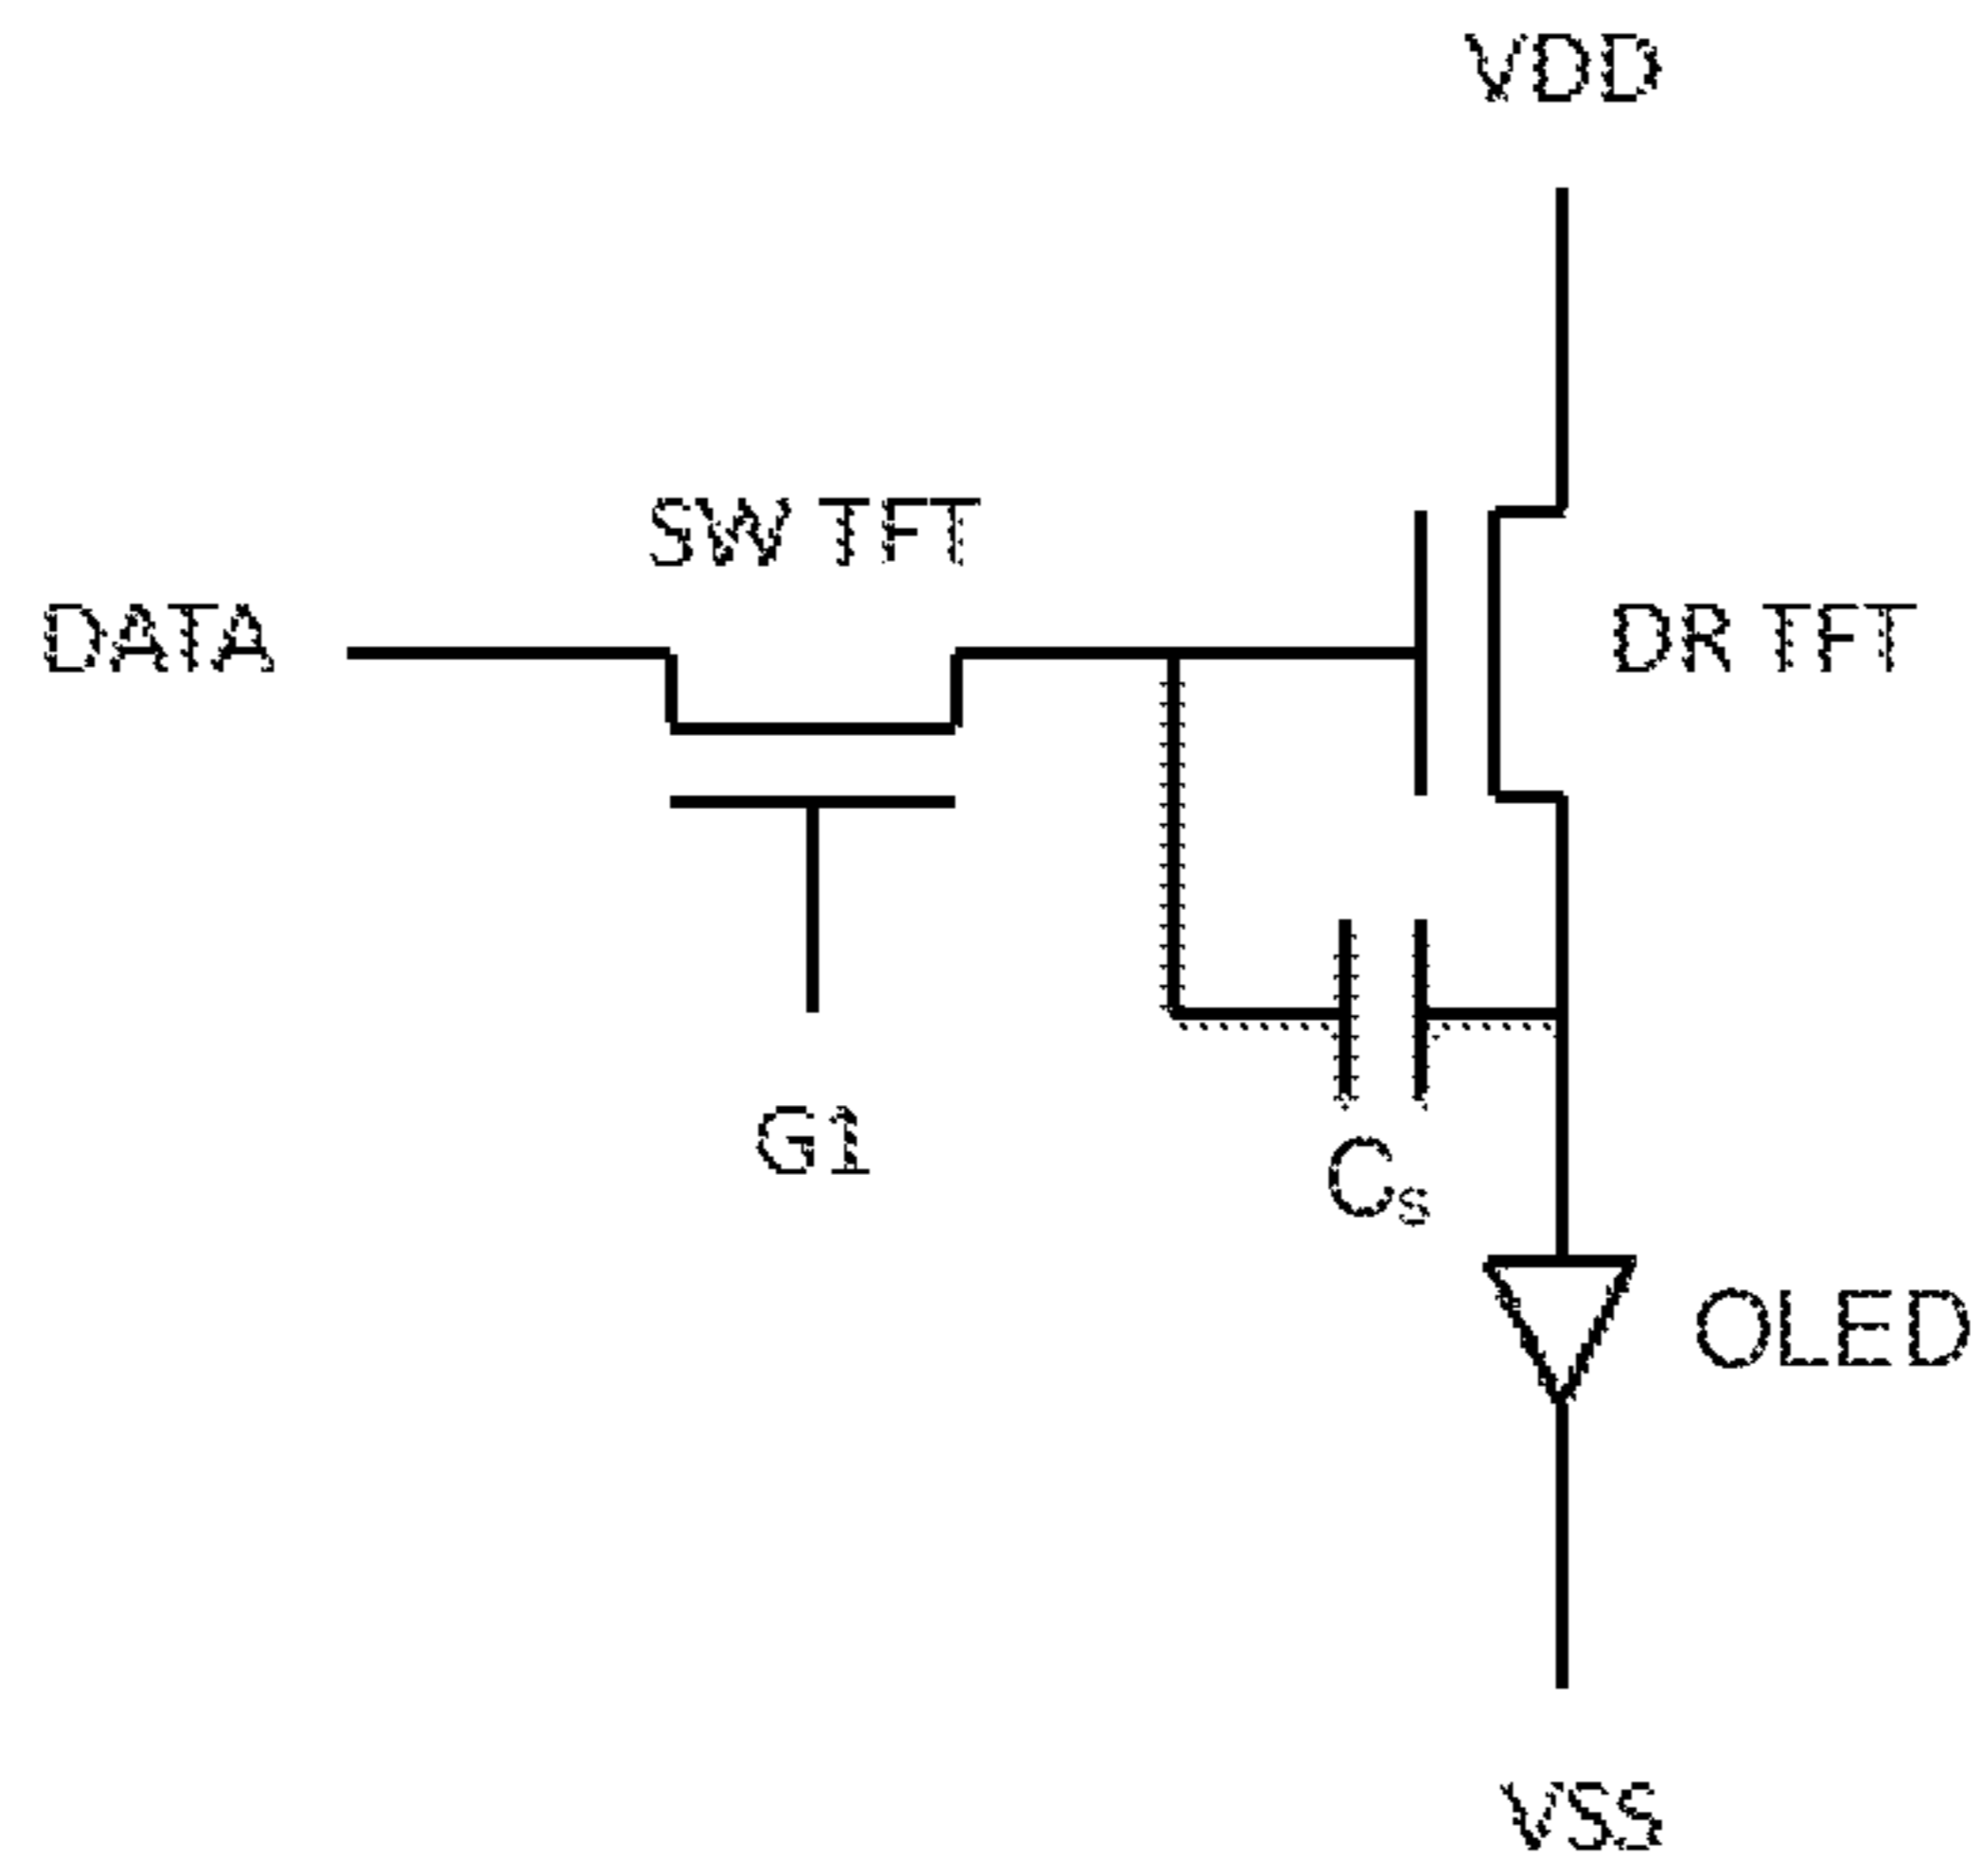 VDD
SW TFT
DATA
DR TFT
G1
Cs
OLED
VSS